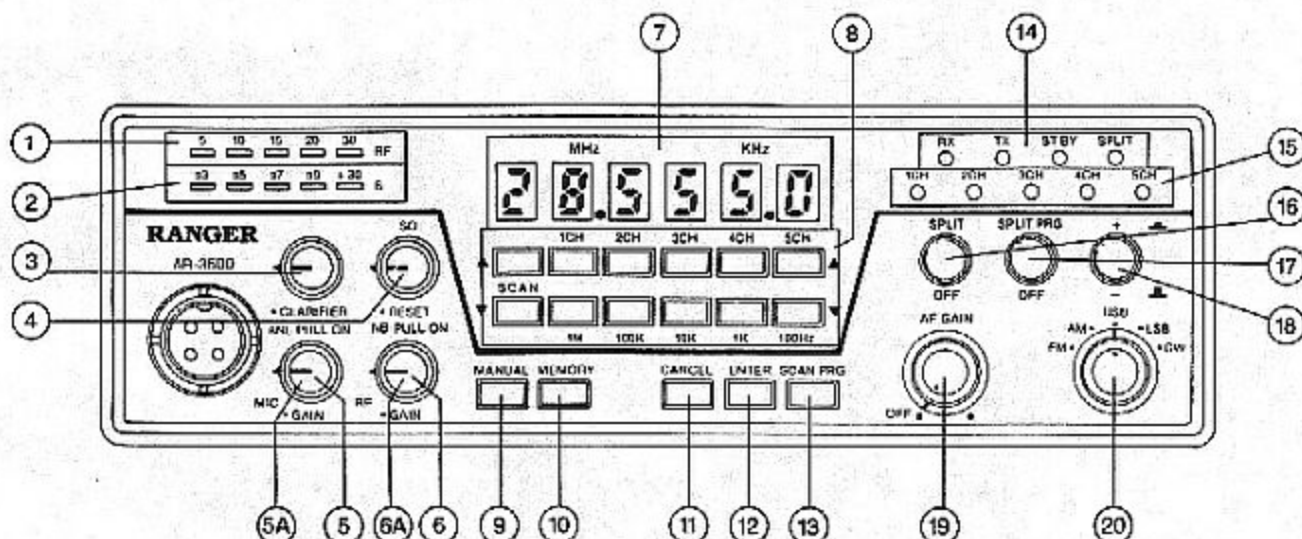 7 8 14
1 5 10 15 20 30 RF
MHz KHz
RX TX ST BY SPLIT
15
2 s3 s5 s7 s9 +30 S
28.555.0
1CH 2CH 3CH 4CH 5CH
16
RANGER
SQ
1CH 2CH 3CH 4CH 5CH
SPLIT SPLIT PRG + 
3 AR-3500
SCAN
17
4 CLARIFIER RESET
OFF OFF −
18
ANL PULL ON NB PULL ON
1M 100K 10K 1K 100Hz
AF GAIN
USB
AM LSB
FM CW
MANUAL MEMORY CANCEL ENTER SCAN PRG
MIC GAIN RF GAIN
OFF
5A 5 6A 6 9 10 11 12 13 19 20